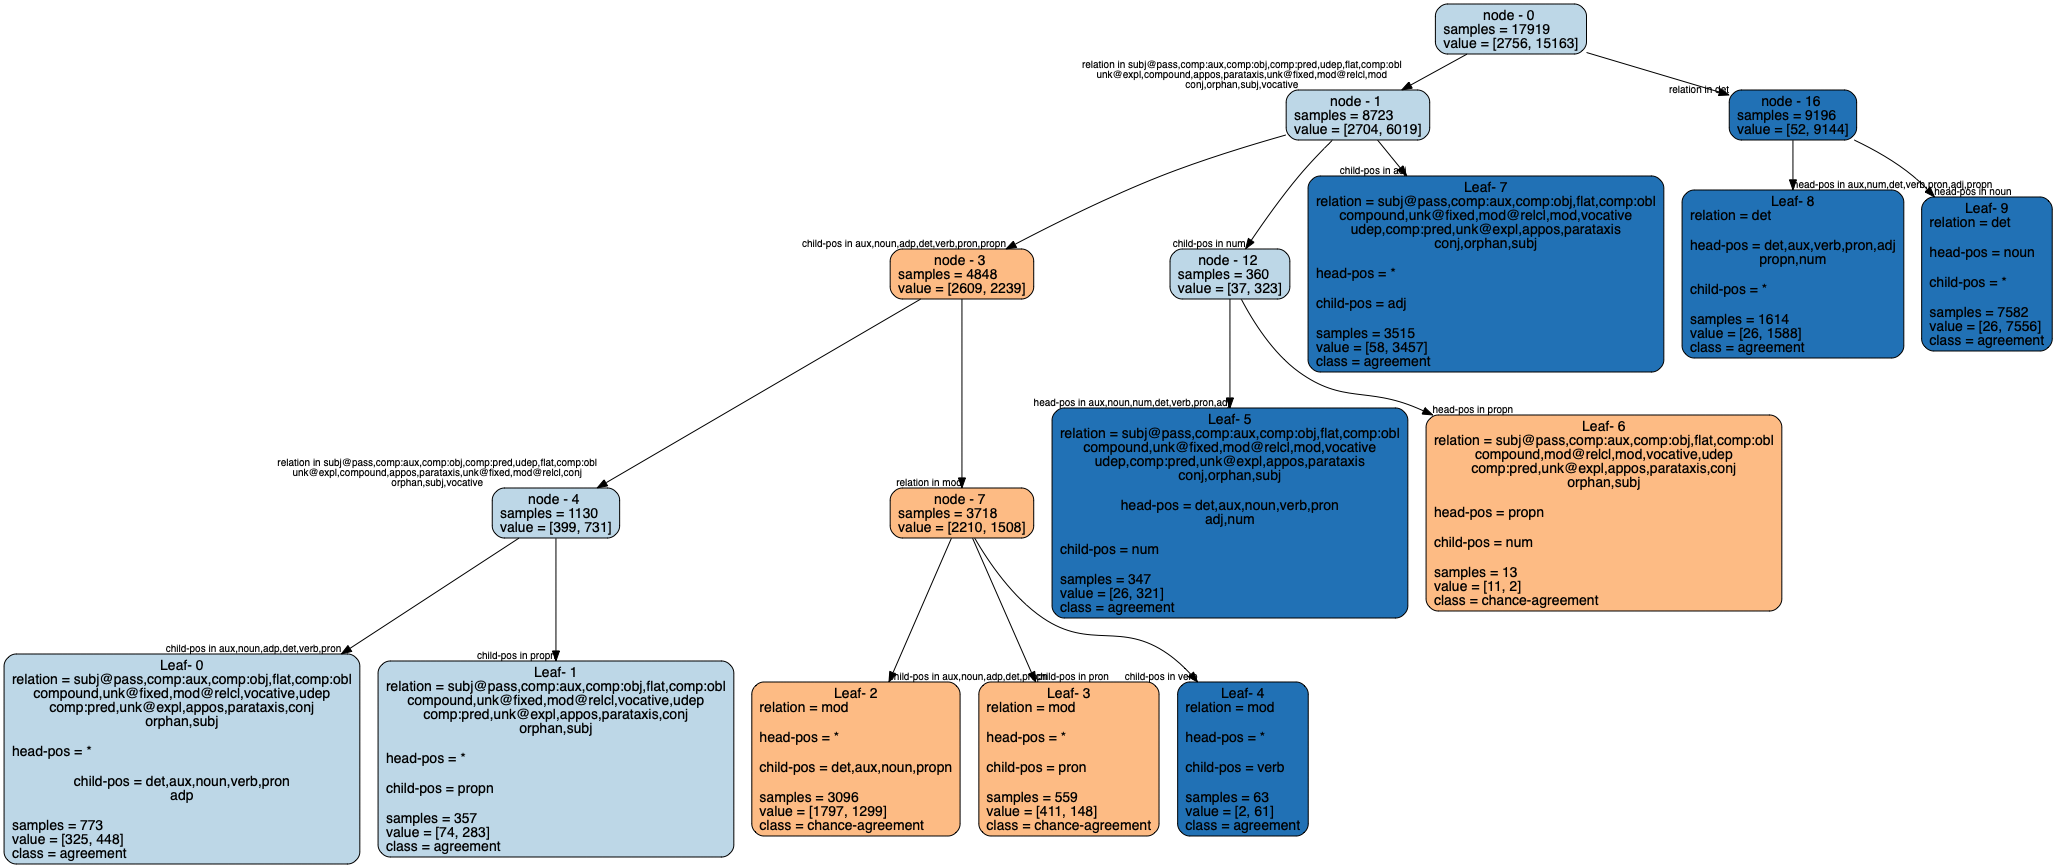 node - 0
samples = 17919
value = [2756, 15163]
relation in subj@pass,comp:aux,comp:obj,comp:pred,udep,flat,comp:obl
unk@expl,compound,appos,parataxis,unk@fixed,mod@relcl,mod
conj,orphan,subj,vocative
relation in det
node - 1
samples = 8723
value = [2704, 6019]
node - 16
samples = 9196
value = [52, 9144]
child-pos in adj
Leaf- 7
relation = subj@pass,comp:aux,comp:obj,flat,comp:obl
compound,unk@fixed,mod@relcl,mod,vocative
udep,comp:pred,unk@expl,appos,parataxis
conj,orphan,subj
head-pos = *
child-pos = adj
samples = 3515
value = [58, 3457]
class = agreement
head-pos in aux,num,det,verb,pron,adj,propn
Leaf- 8
relation = det
head-pos = det,aux,verb,pron,adj
propn,num
child-pos = *
samples = 1614
value = [26, 1588]
class = agreement
head-pos in noun
Leaf- 9
relation = det
head-pos = noun
child-pos = *
samples = 7582
value = [26, 7556]
class = agreement
child-pos in aux,noun,adp,det,verb,pron,propn
node - 3
samples = 4848
value = [2609, 2239]
child-pos in num
node - 12
samples = 360
value = [37, 323]
head-pos in aux,noun,num,det,verb,pron,adj
Leaf- 5
relation = subj@pass,comp:aux,comp:obj,flat,comp:obl
compound,unk@fixed,mod@relcl,mod,vocative
udep,comp:pred,unk@expl,appos,parataxis
conj,orphan,subj
head-pos = det,aux,noun,verb,pron
adj,num
child-pos = num
samples = 347
value = [26, 321]
class = agreement
head-pos in propn
Leaf- 6
relation = subj@pass,comp:aux,comp:obj,flat,comp:obl
compound,mod@relcl,mod,vocative,udep
comp:pred,unk@expl,appos,parataxis,conj
orphan,subj
head-pos = propn
child-pos = num
samples = 13
value = [11, 2]
class = chance-agreement
relation in subj@pass,comp:aux,comp:obj,comp:pred,udep,flat,comp:obl
unk@expl,compound,appos,parataxis,unk@fixed,mod@relcl,conj
orphan,subj,vocative
node - 4
samples = 1130
value = [399, 731]
relation in mod
node - 7
samples = 3718
value = [2210, 1508]
child-pos in aux,noun,adp,det,verb,pron
Leaf- 0
relation = subj@pass,comp:aux,comp:obj,flat,comp:obl
compound,unk@fixed,mod@relcl,vocative,udep
comp:pred,unk@expl,appos,parataxis,conj
orphan,subj
head-pos = *
child-pos = det,aux,noun,verb,pron
adp
samples = 773
value = [325, 448]
class = agreement
child-pos in propn
Leaf- 1
relation = subj@pass,comp:aux,comp:obj,flat,comp:obl
compound,unk@fixed,mod@relcl,vocative,udep
comp:pred,unk@expl,appos,parataxis,conj
orphan,subj
head-pos = *
child-pos = propn
samples = 357
value = [74, 283]
class = agreement
child-pos in aux,noun,adp,det,propn
Leaf- 2
relation = mod
head-pos = *
child-pos = det,aux,noun,propn
samples = 3096
value = [1797, 1299]
class = chance-agreement
child-pos in pron
Leaf- 3
relation = mod
head-pos = *
child-pos = pron
samples = 559
value = [411, 148]
class = chance-agreement
child-pos in verb
Leaf- 4
relation = mod
head-pos = *
child-pos = verb
samples = 63
value = [2, 61]
class = agreement